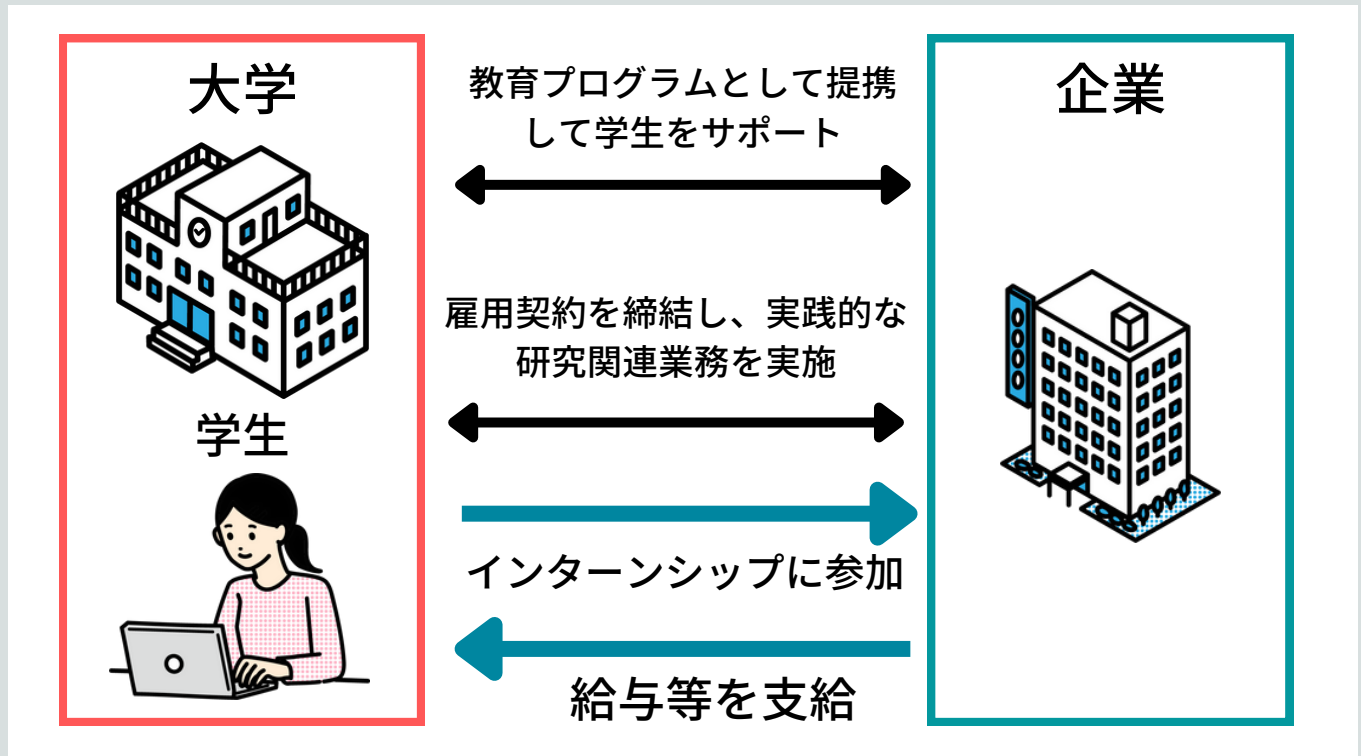 大学
教育プログラムとして提携
して学生をサポート
企業
雇用契約を締結し、実践的な
研究関連業務を実施
学生
インターンシップに参加
給与等を支給